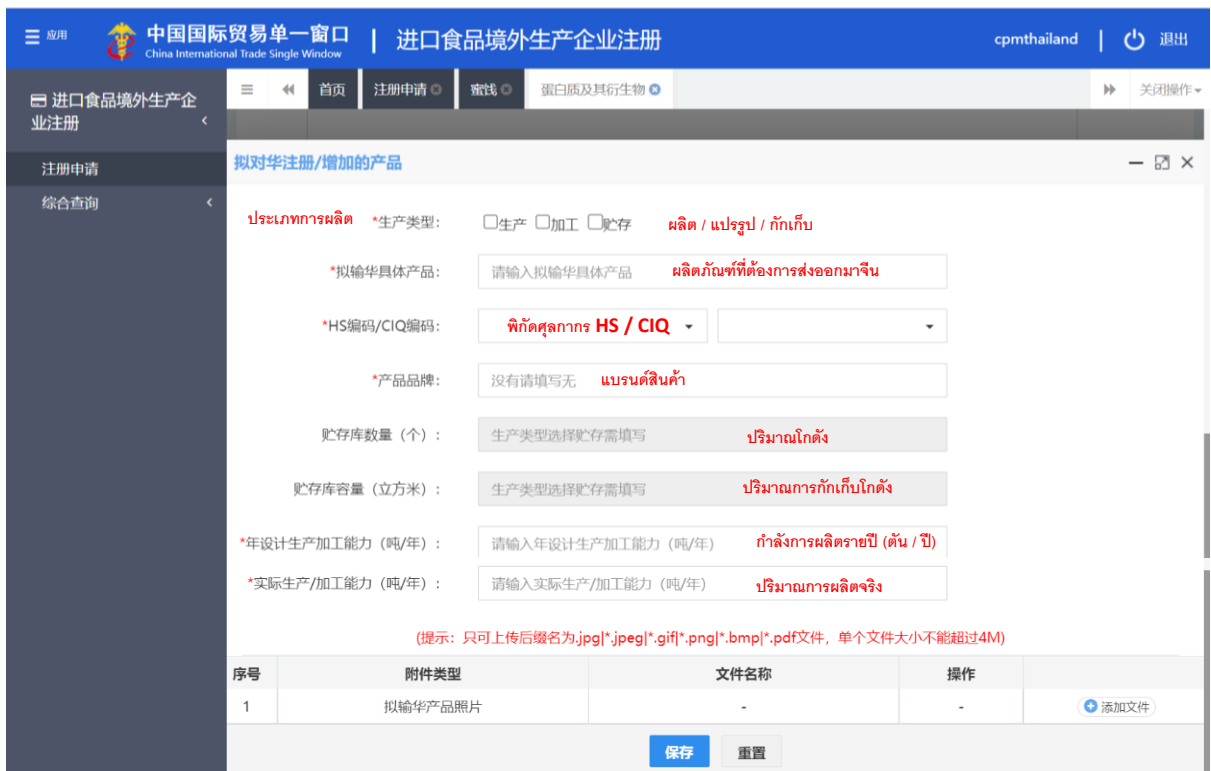 应用
中国国际贸易单一窗口 | 进口食品境外生产企业注册
China International Trade Single Window
cpmthailand | 退出
进口食品境外生产企业注册
注册申请
综合查询
首页 注册申请 蜜饯 蛋白质及其衍生物 关闭操作
拟对华注册/增加的产品
ประเภทการผลิต *生产类型: 生产 加工 贮存 ผลิต / แปรรูป / กักเก็บ
*拟输华具体产品: 请输入拟输华具体产品 ผลิตภัณฑ์ที่ต้องการส่งออกมาจีน
*HS编码/CIQ编码: พิกัดศุลกากร HS / CIQ
*产品品牌: 没有请填写无 แบรนด์สินค้า
贮存库数量（个）: 生产类型选择贮存需填写 ปริมาณโกดัง
贮存库容量（立方米）: 生产类型选择贮存需填写 ปริมาณการกักเก็บโกดัง
*年设计生产加工能力（吨/年）: 请输入年设计生产加工能力（吨/年） กำลังการผลิตรายปี (ตัน / ปี)
*实际生产/加工能力（吨/年）: 请输入实际生产/加工能力（吨/年） ปริมาณการผลิตจริง
(提示: 只可上传后缀名为.jpg|*.jpeg|*.gif|*.png|*.bmp|*.pdf文件，单个文件大小不能超过4M)
序号 附件类型 文件名称 操作
1 拟输华产品照片 - - 添加文件
保存 重置